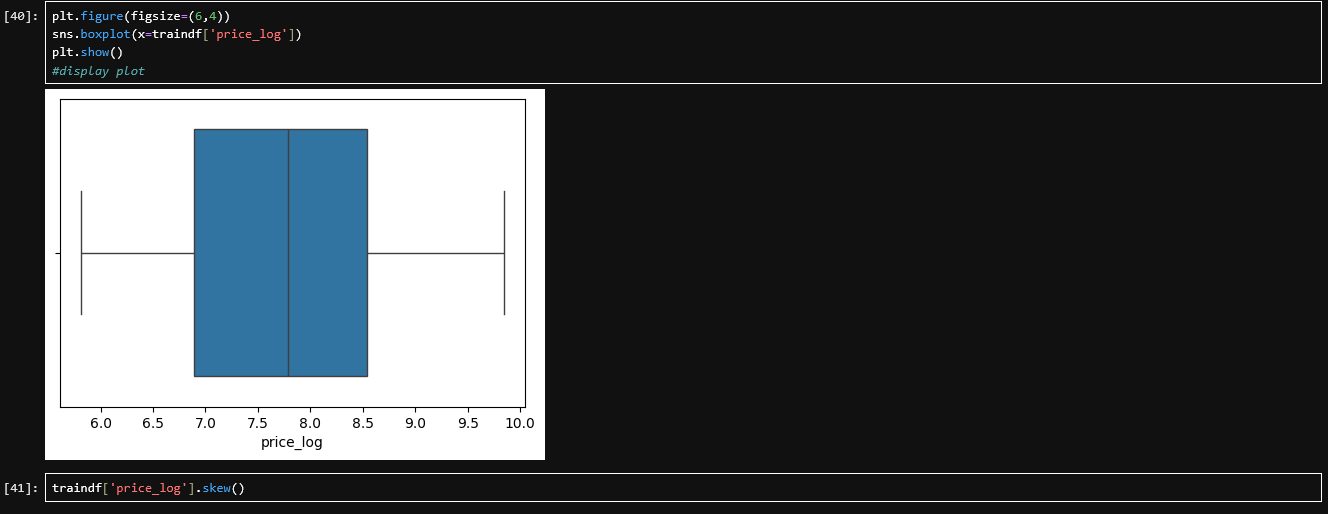 [40]:
plt.figure(figsize=(6,4))
sns.boxplot(x=traindf['price_log'])
plt.show()
#display plot
6.0 6.5 7.0 7.5 8.0 8.5 9.0 9.5 10.0
price_log
[41]:
traindf['price_log'].skew()